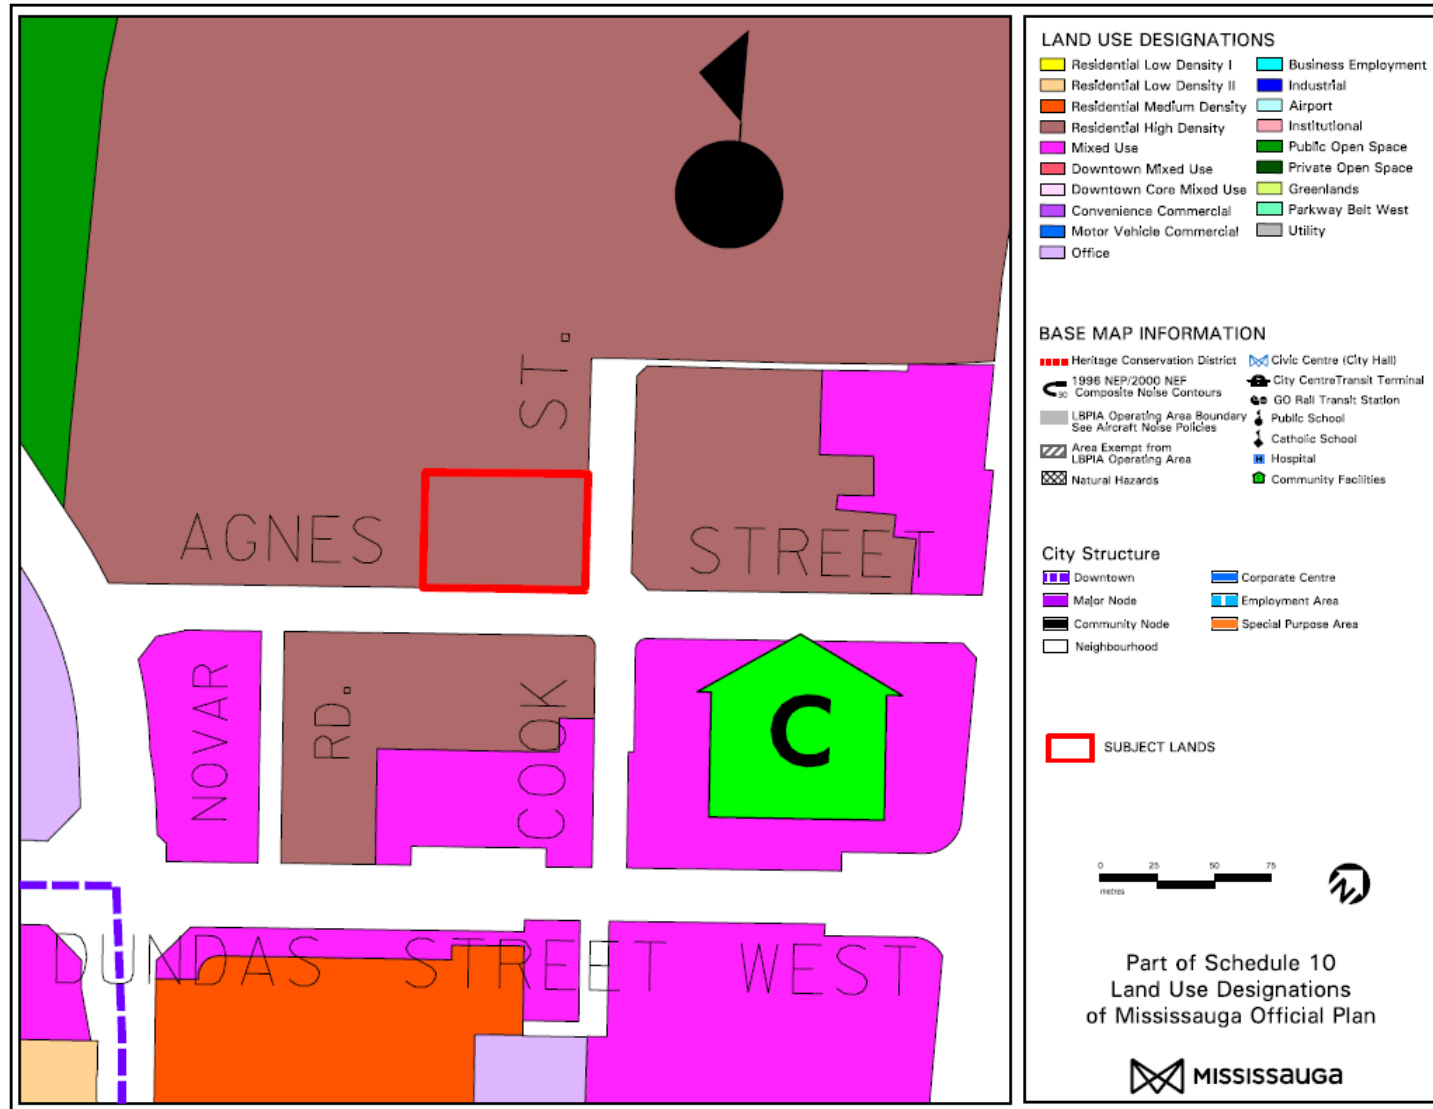 ST.
AGNES
STREET
NOVAR
RD.
COOK
C
DUNDAS STREET WEST
LAND USE DESIGNATIONS
Residential Low Density I
Residential Low Density II
Residential Medium Density
Residential High Density
Mixed Use
Downtown Mixed Use
Downtown Core Mixed Use
Convenience Commercial
Motor Vehicle Commercial
Office
Business Employment
Industrial
Airport
Institutional
Public Open Space
Private Open Space
Greenlands
Parkway Belt West
Utility
BASE MAP INFORMATION
Heritage Conservation District
30
1996 NEP/2000 NEF
Composite Noise Contours
LBPIA Operating Area Boundary
See Aircraft Noise Policies
Area Exempt from
LBPIA Operating Area
Natural Hazards
Civic Centre (City Hall)
City CentreTransit Terminal
GO Rail Transit Station
Public School
Catholic School
H Hospital
Community Facilities
City Structure
Downtown
Major Node
Community Node
Neighbourhood
Corporate Centre
Employment Area
Special Purpose Area
SUBJECT LANDS
0 25 50 75
metres
Part of Schedule 10
Land Use Designations
of Mississauga Official Plan
MISSISSAUGA